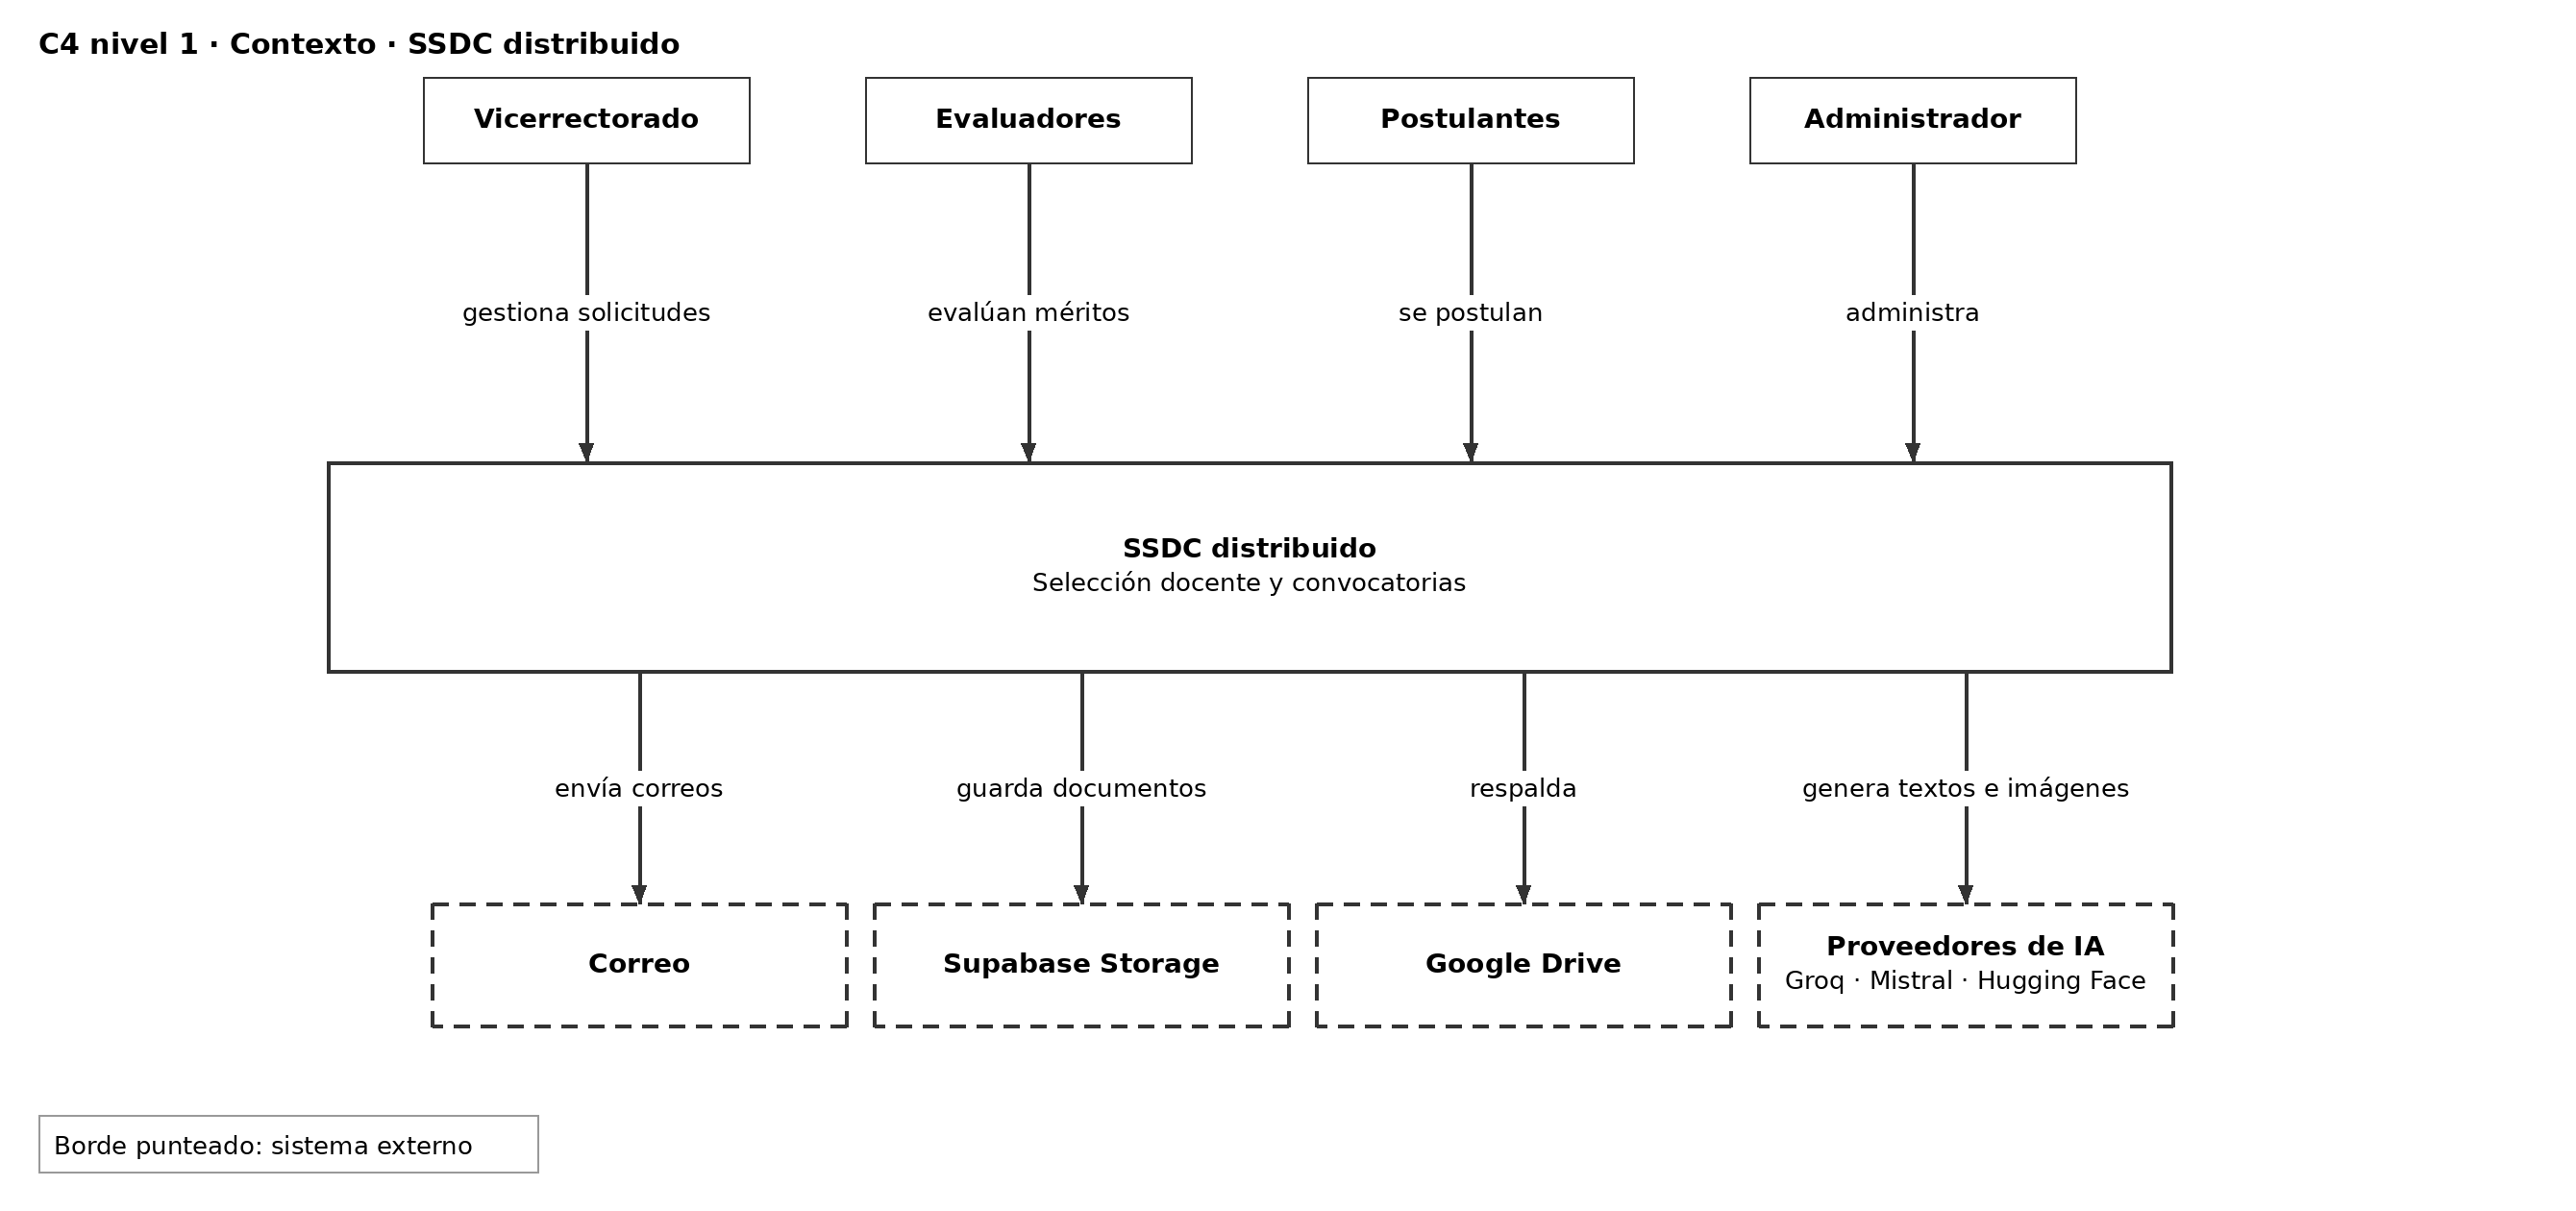 C4 nivel 1 · Contexto · SSDC distribuido
Vicerrectorado
Evaluadores
Postulantes
Administrador
gestiona solicitudes
evalúan méritos
se postulan
administra
SSDC distribuido
Selección docente y convocatorias
envía correos
guarda documentos
respalda
genera textos e imágenes
Correo
Supabase Storage
Google Drive
Proveedores de IA
Groq · Mistral · Hugging Face
Borde punteado: sistema externo